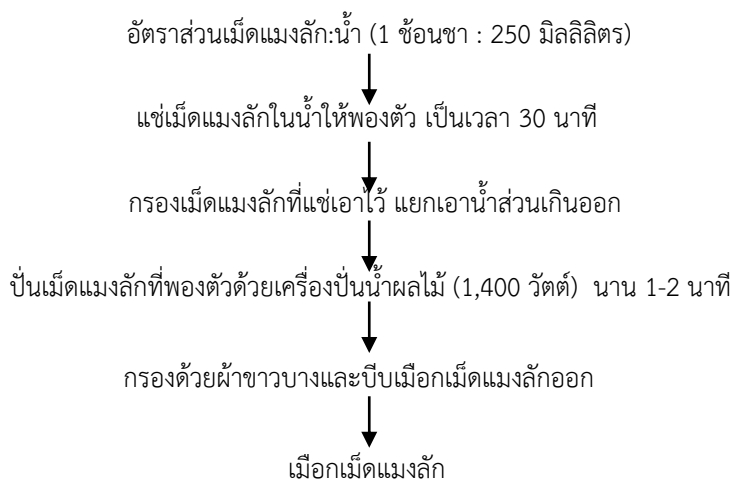 อัตราส่วนเม็ดแมงลัก:น้ำ (1 ช้อนชา : 250 มิลลิลิตร)
แช่เม็ดแมงลักในน้ำให้พองตัว เป็นเวลา 30 นาที
กรองเม็ดแมงลักที่แช่เอาไว้ แยกเอาน้ำส่วนเกินออก
ปั่นเม็ดแมงลักที่พองตัวด้วยเครื่องปั่นน้ำผลไม้ (1,400 วัตต์) นาน 1-2 นาที
กรองด้วยผ้าขาวบางและบีบเมือกเม็ดแมงลักออก
เมือกเม็ดแมงลัก